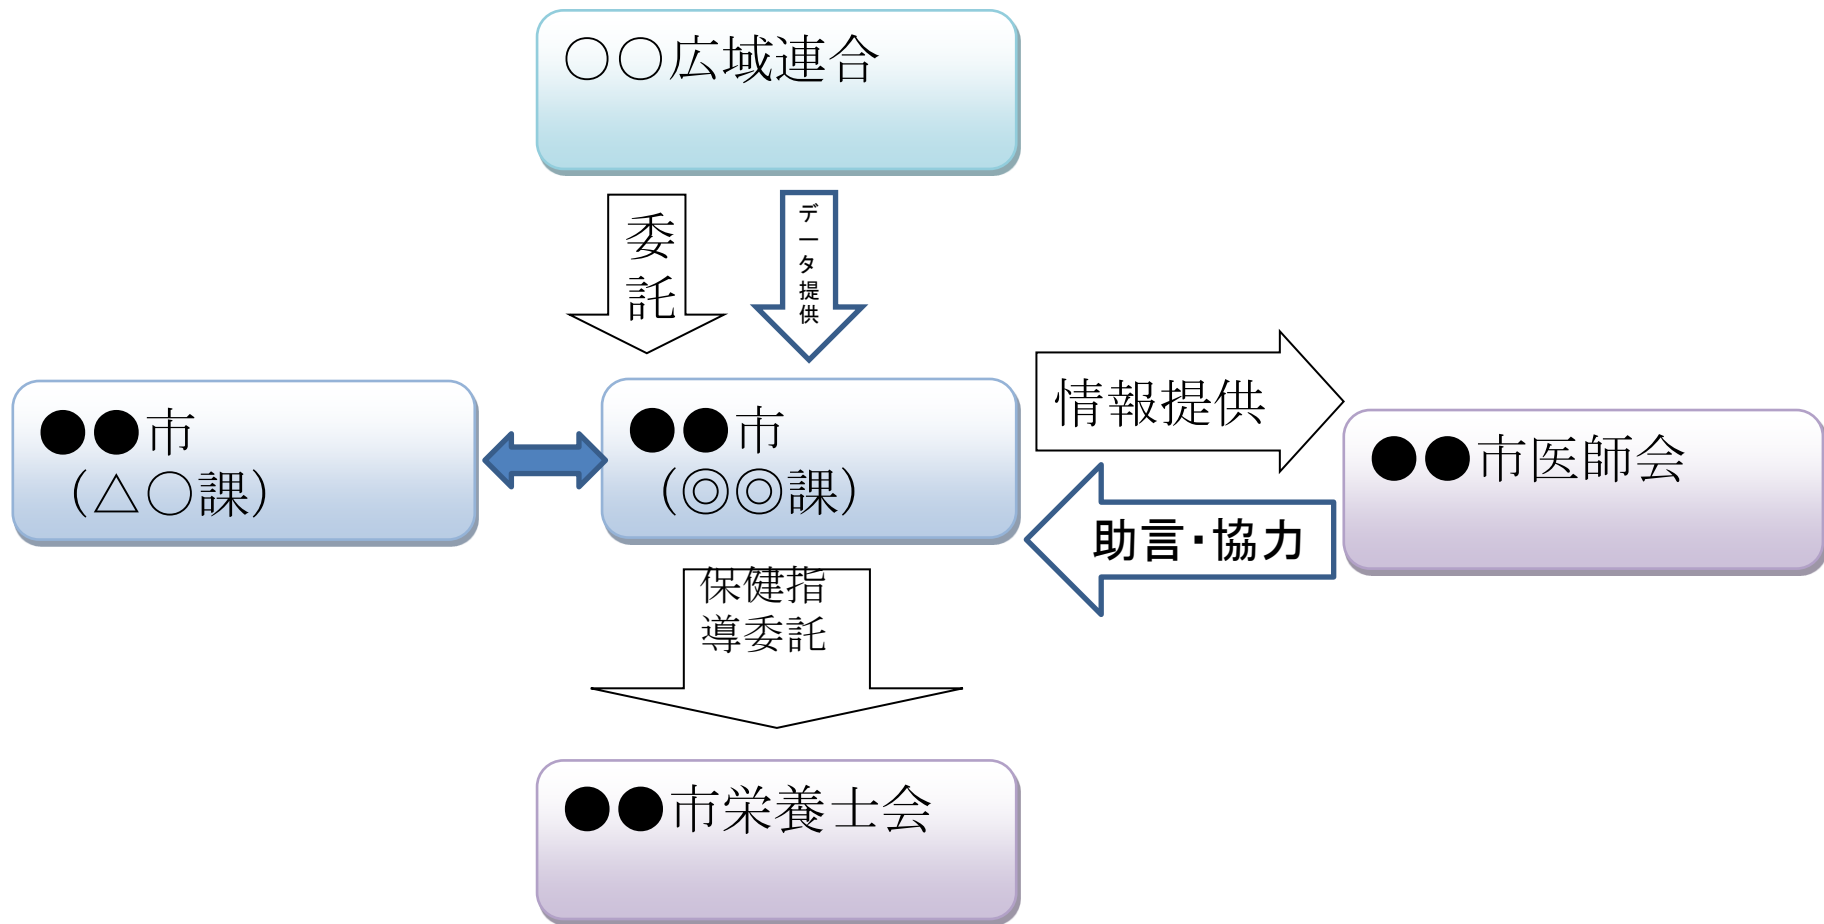 ○○広域連合
委
託
データ提供
●●市
（△○課）
●●市
（◎◎課）
情報提供
●●市医師会
助言・協力
保健指
導委託
●●市栄養士会